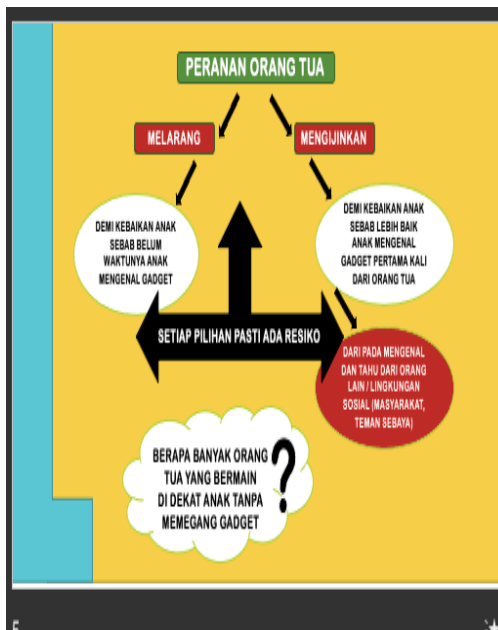 PERANAN ORANG TUA
MELARANG
MENGIJINKAN
DEMI KEBAIKAN ANAK
SEBAB BELUM
WAKTUNYA ANAK
MENGENAL GADGET
DEMI KEBAIKAN ANAK
SEBAB LEBIH BAIK
ANAK MENGENAL
GADGET PERTAMA KALI
DARI ORANG TUA
SETIAP PILIHAN PASTI ADA RESIKO
DARI PADA MENGENAL
DAN TAHU DARI ORANG
LAIN / LINGKUNGAN
SOSIAL (MASYARAKAT,
TEMAN SEBAYA)
BERAPA BANYAK ORANG
TUA YANG BERMAIN
DI DEKAT ANAK TANPA
MEMEGANG GADGET
?